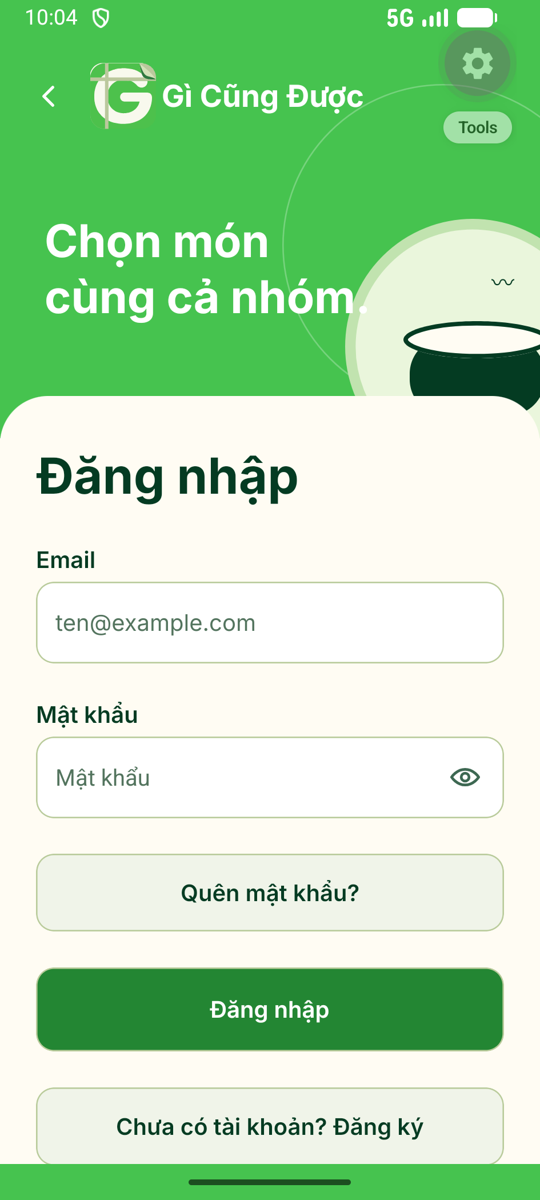 10:04
5G
Gì Cũng Được
Tools
Chọn món
cùng cả nhóm.
Đăng nhập
Email
ten@example.com
Mật khẩu
Mật khẩu
Quên mật khẩu?
Đăng nhập
Chưa có tài khoản? Đăng ký